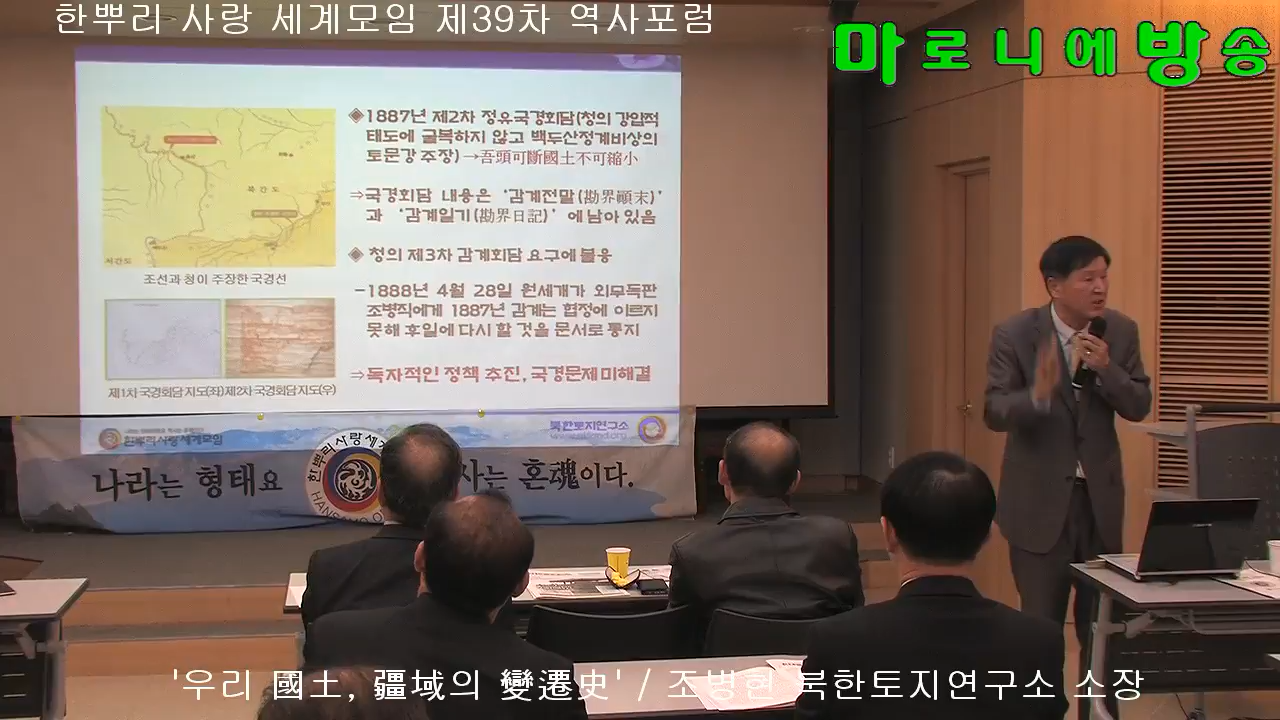 한뿌리 사랑 세계모임 제39차 역사포럼
마로니에방송
◈1887년 제2차 정유국경회담(청의 강압적
태도에 굴복하지 않고 백두산정계비상의
토문강 주장)→吾頭可斷國土不可縮小
⇒국경회담 내용은 '감계전말(勘界顚末)'
과 '감계일기(勘界日記)' 에 남아 있음
◈ 청의 제3차 감계회담 요구에 불응
-1888년 4월 28일 원세개가 외무독판
조병직에게 1887년 감계는 협정에 이르지
못해 후일에 다시 할 것을 문서로 통지
⇒독자적인 정책 추진, 국경문제 미해결
북간도
서간도
조선과 청이 주장한 국경선
제1차 국경회담 지도(좌) 제2차 국경회담지도(우)
한뿌리사랑 세계모임
북한토지연구소
나라는 형태요
한뿌리사랑세계
사는 혼魂이다.
'우리 國土, 疆域의 變遷史' / 조병현 북한토지연구소 소장